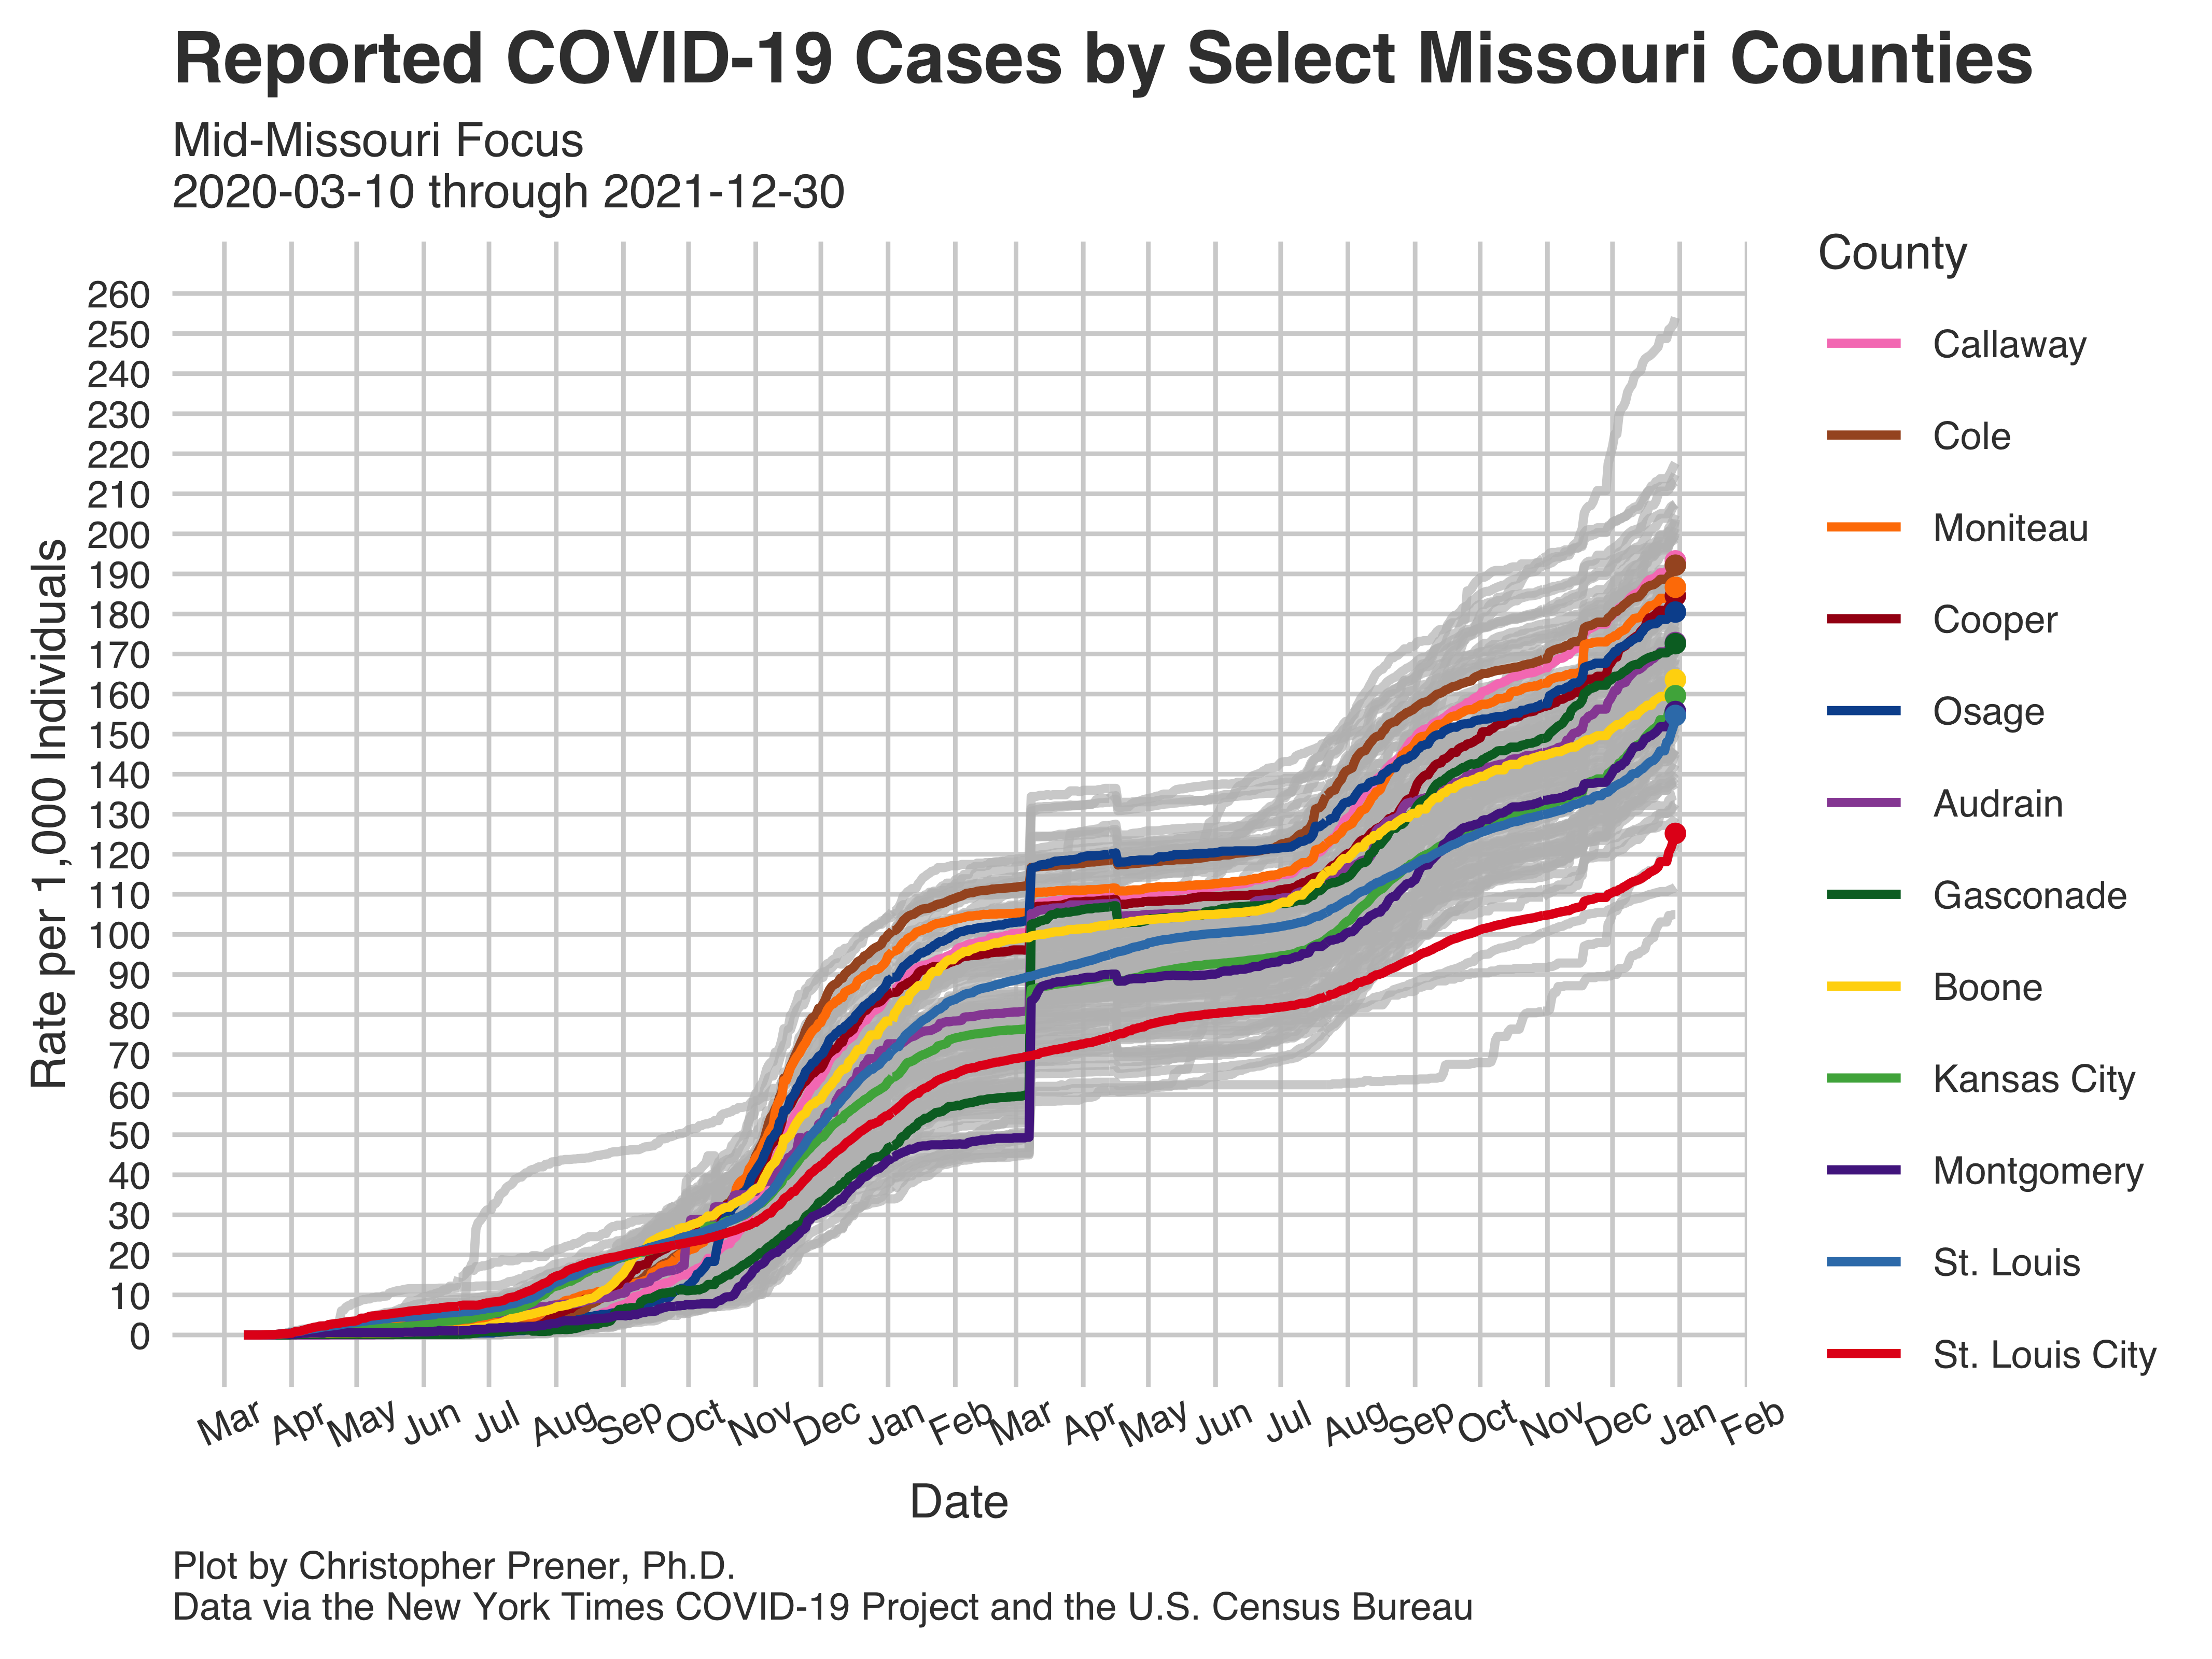 Reported COVID-19 Cases by Select Missouri Counties
Mid-Missouri Focus
2020-03-10 through 2021-12-30
County
Callaway
Cole
Moniteau
Cooper
Osage
Audrain
Gasconade
Boone
Kansas City
Montgomery
St. Louis
St. Louis City
Rate per 1,000 Individuals
260
250
240
230
220
210
200
190
180
170
160
150
140
130
120
110
100
90
80
70
60
50
40
30
20
10
0
Mar Apr May Jun Jul Aug Sep Oct Nov Dec Jan Feb Mar Apr May Jun Jul Aug Sep Oct Nov Dec Jan Feb
Date
Plot by Christopher Prener, Ph.D.
Data via the New York Times COVID-19 Project and the U.S. Census Bureau